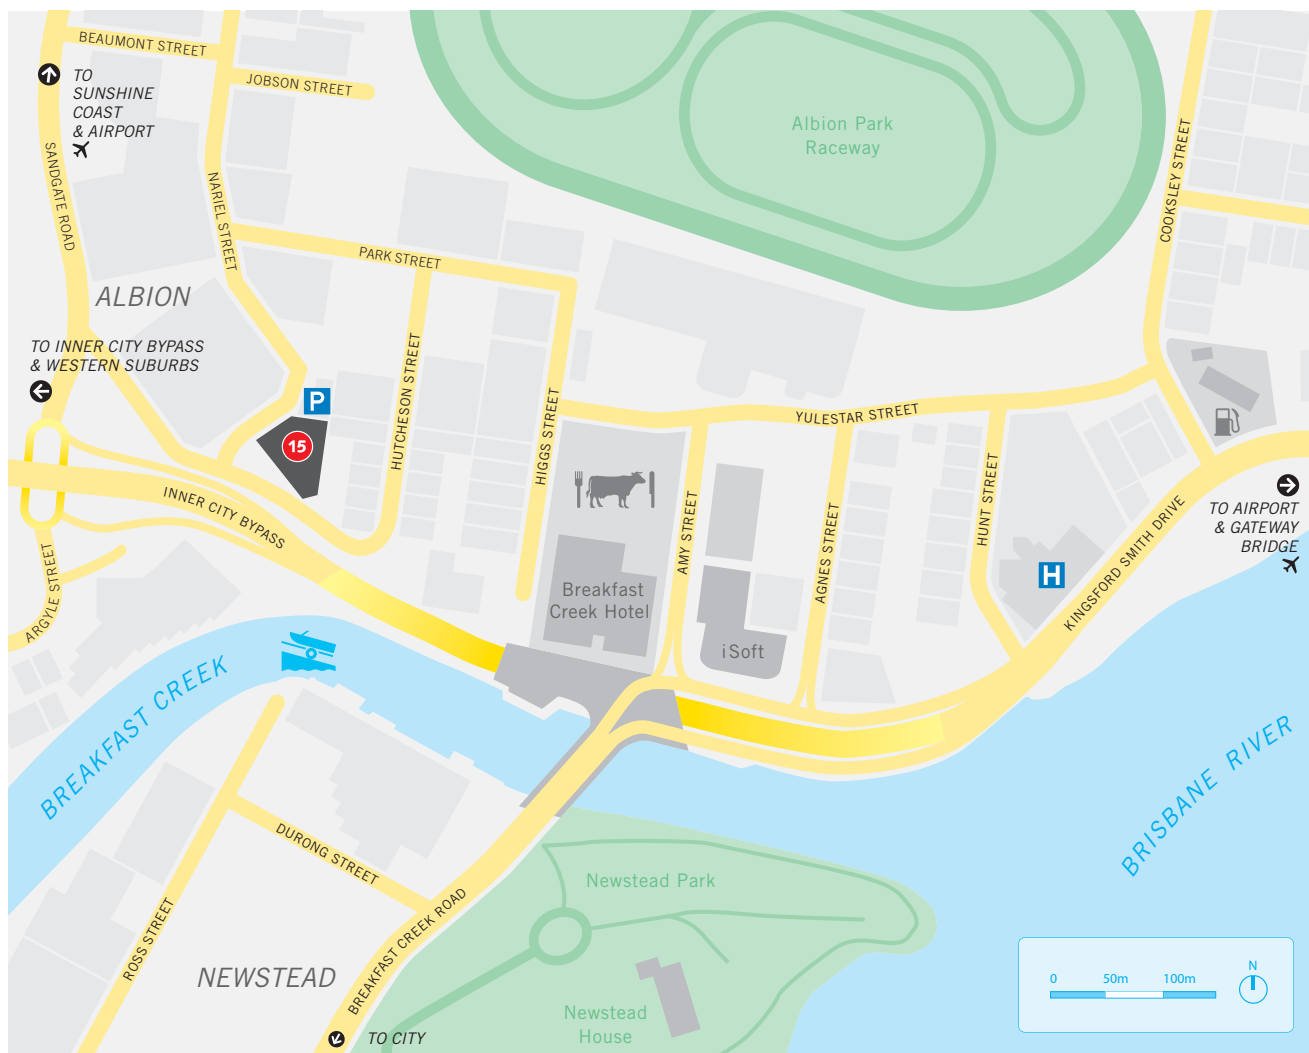 BEAUMONT STREET
JOBSON STREET
TO
SUNSHINE
COAST
& AIRPORT
Albion Park
Raceway
SANDGATE ROAD
NARIEL STREET
COOKSLEY STREET
PARK STREET
ALBION
TO INNER CITY BYPASS
& WESTERN SUBURBS
P
15
HUTCHESON STREET
HIGGS STREET
YULESTAR STREET
INNER CITY BYPASS
AMY STREET
AGNES STREET
HUNT STREET
TO AIRPORT
& GATEWAY
BRIDGE
KINGSFORD SMITH DRIVE
H
ARGYLE STREET
Breakfast
Creek Hotel
iSoft
BREAKFAST CREEK
BRISBANE RIVER
DURONG STREET
ROSS STREET
BREAKFAST CREEK ROAD
Newstead Park
NEWSTEAD
Newstead
House
TO CITY
0 50m 100m
N